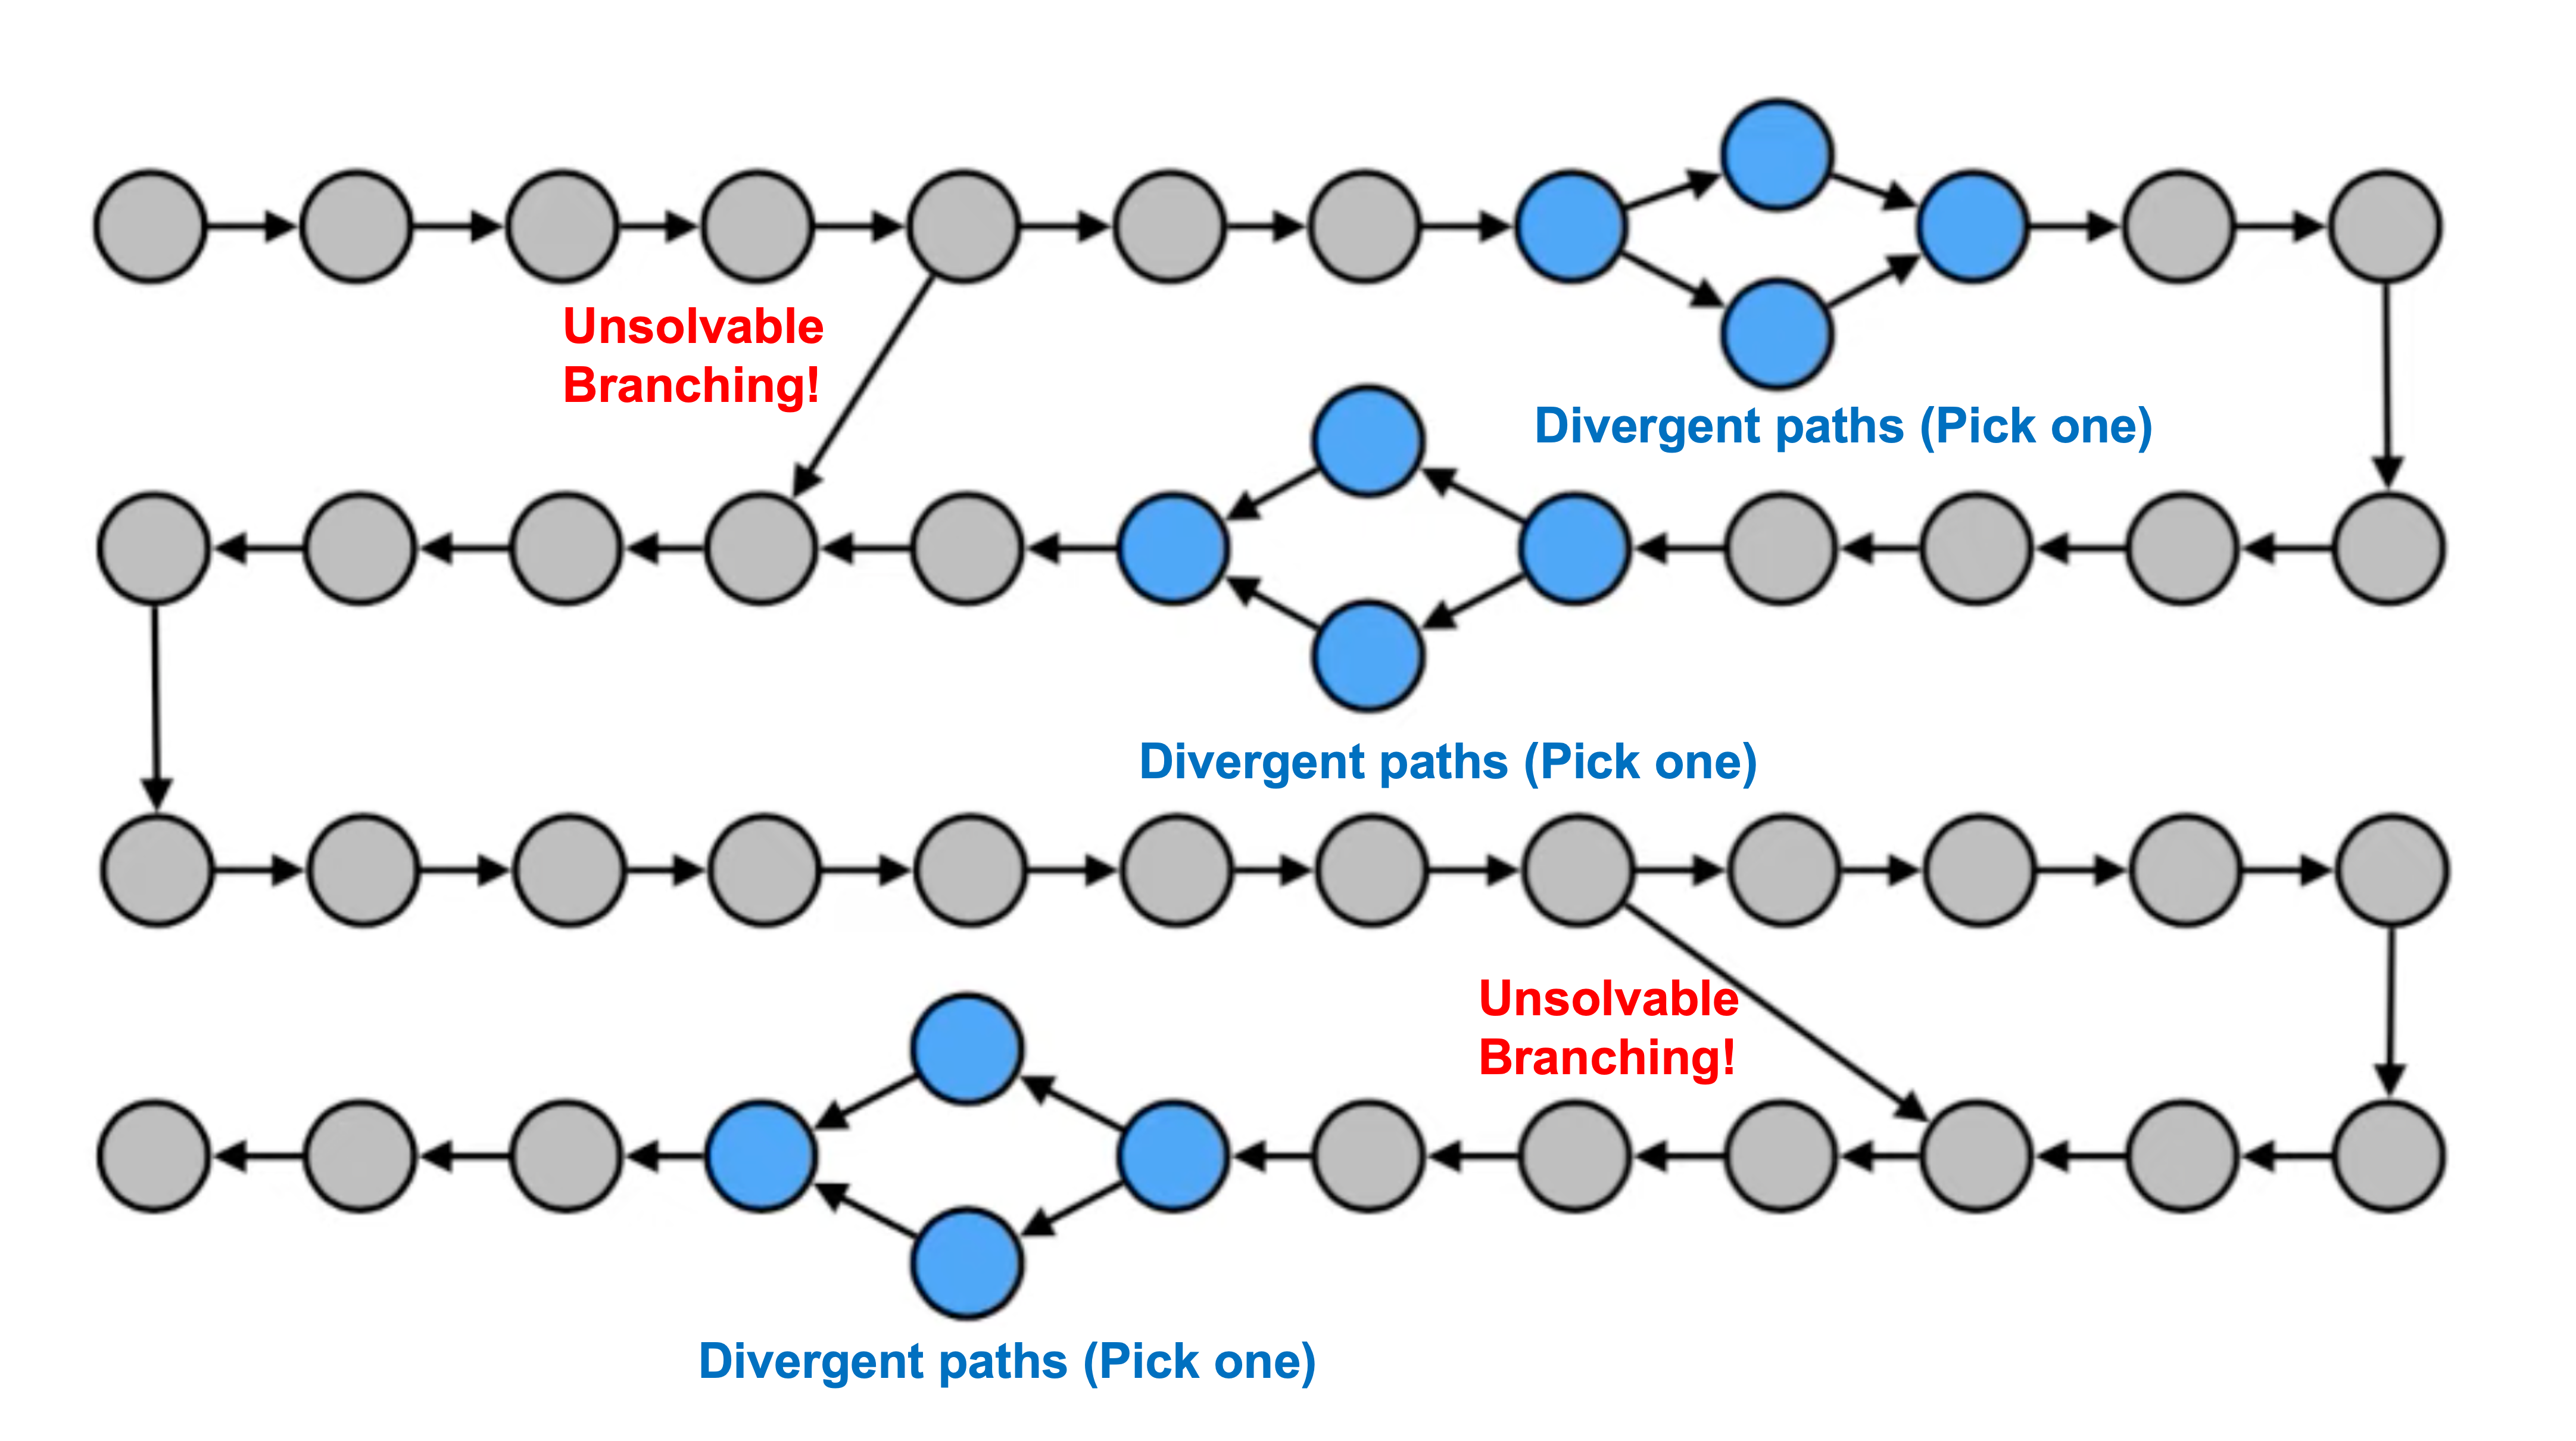 Unsolvable
Branching!
Divergent paths (Pick one)
Divergent paths (Pick one)
Unsolvable
Branching!
Divergent paths (Pick one)